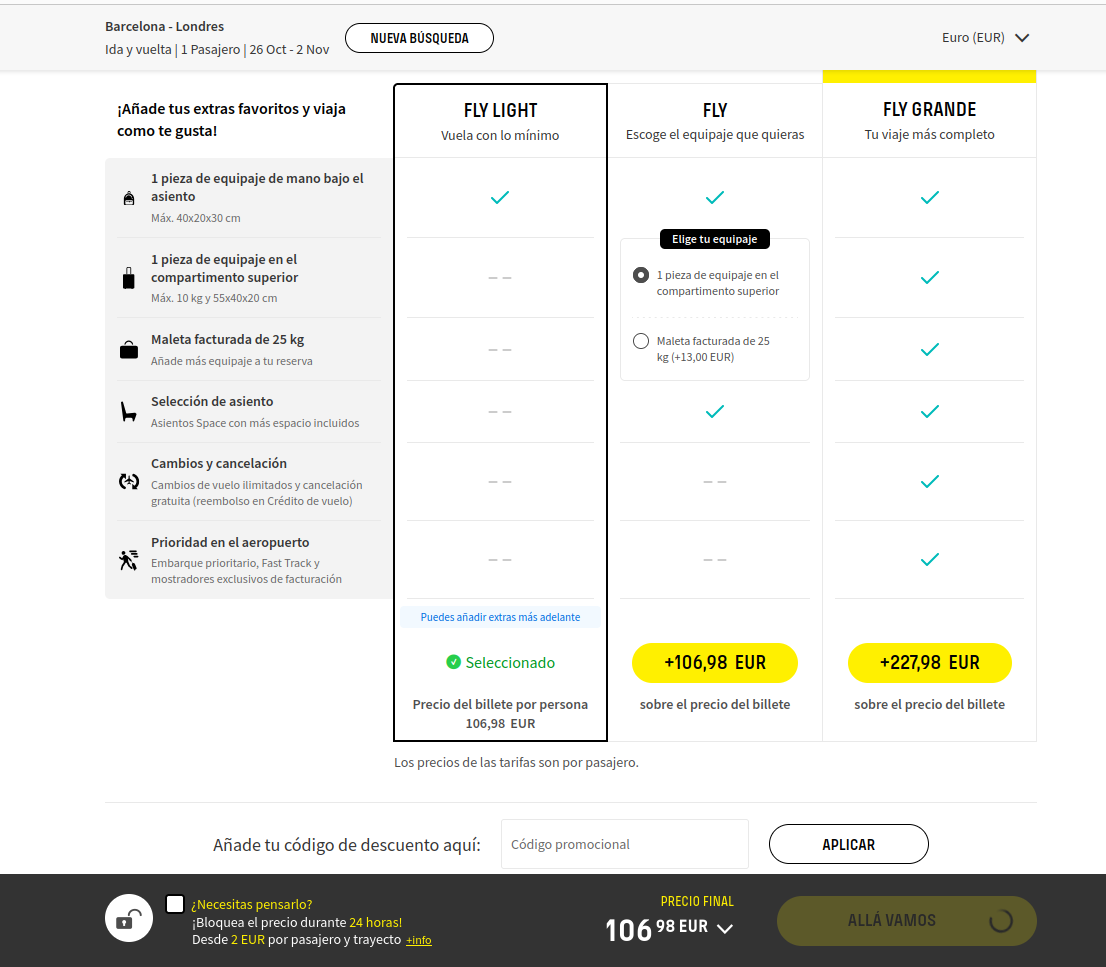 Barcelona - Londres
Ida y vuelta | 1 Pasajero | 26 Oct - 2 Nov
NUEVA BÚSQUEDA
Euro (EUR)
¡Añade tus extras favoritos y viaja
como te gusta!
FLY LIGHT
Vuela con lo mínimo
FLY
Escoge el equipaje que quieras
FLY GRANDE
Tu viaje más completo
1 pieza de equipaje de mano bajo el
asiento
Máx. 40x20x30 cm
1 pieza de equipaje en el
compartimento superior
Máx. 10 kg y 55x40x20 cm
Elige tu equipaje
1 pieza de equipaje en el
compartimento superior
Maleta facturada de 25
kg (+13,00 EUR)
Maleta facturada de 25 kg
Añade más equipaje a tu reserva
Selección de asiento
Asientos Space con más espacio incluidos
Cambios y cancelación
Cambios de vuelo ilimitados y cancelación
gratuita (reembolso en Crédito de vuelo)
Prioridad en el aeropuerto
Embarque prioritario, Fast Track y
mostradores exclusivos de facturación
Puedes añadir extras más adelante
Seleccionado
Precio del billete por persona
106,98 EUR
+106,98 EUR
sobre el precio del billete
+227,98 EUR
sobre el precio del billete
Los precios de las tarifas son por pasajero.
Añade tu código de descuento aquí:
Código promocional
APLICAR
¿Necesitas pensarlo?
¡Bloquea el precio durante 24 horas!
Desde 2 EUR por pasajero y trayecto +info
PRECIO FINAL
106 98 EUR
ALLÁ VAMOS